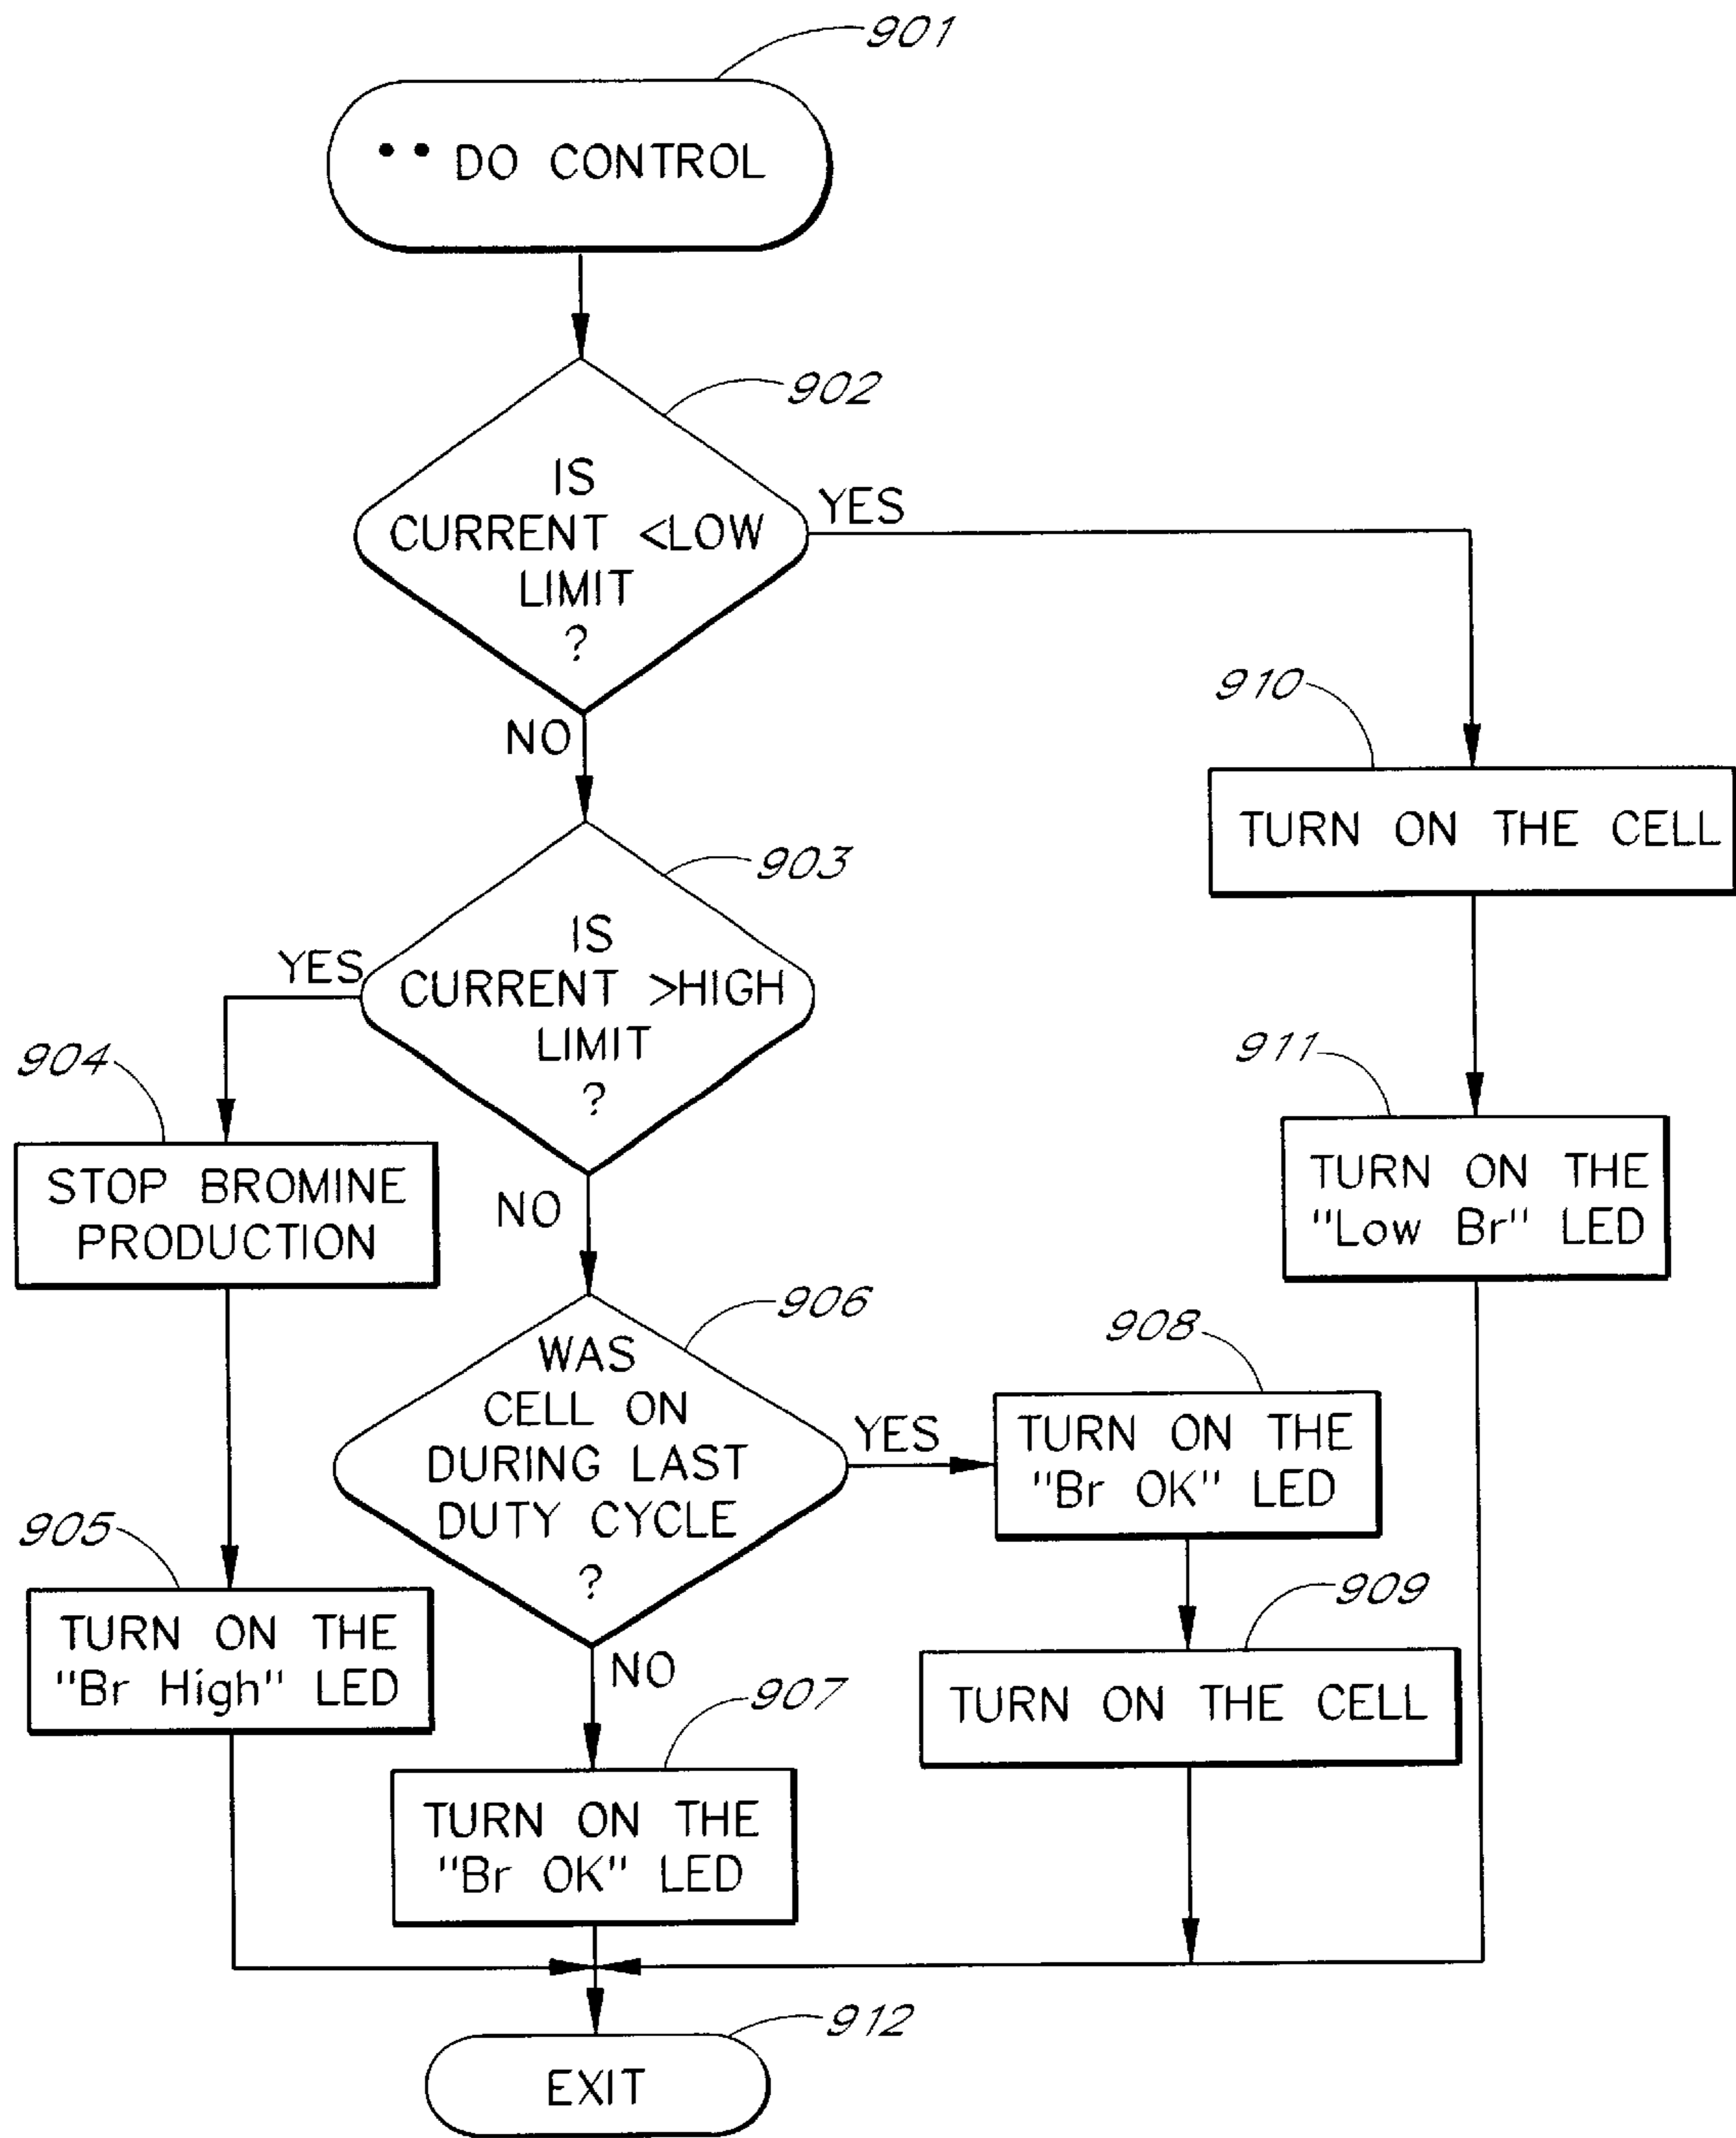 901
•• DO CONTROL
902
IS
CURRENT <LOW
LIMIT
?
YES
NO
910
TURN ON THE CELL
903
IS
CURRENT >HIGH
LIMIT
?
YES
NO
904
STOP BROMINE
PRODUCTION
911
TURN ON THE
"Low Br" LED
906
WAS
CELL ON
DURING LAST
DUTY CYCLE
?
YES
NO
908
TURN ON THE
"Br OK" LED
905
TURN ON THE
"Br High" LED
909
TURN ON THE CELL
907
TURN ON THE
"Br OK" LED
912
EXIT